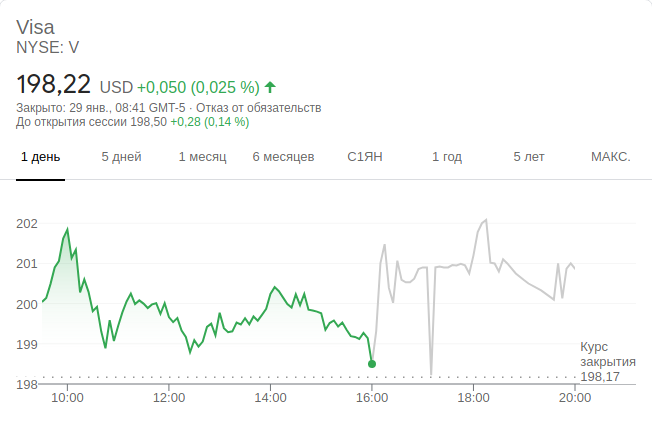 Visa
NYSE: V
198,22 USD +0,050 (0,025 %)
Закрыто: 29 янв., 08:41 GMT-5 · Отказ от обязательств
До открытия сессии 198,50 +0,28 (0,14 %)
1 день 5 дней 1 месяц 6 месяцев С1ЯН 1 год 5 лет МАКС.
202
201
200
199
Курс
закрытия
198,17
198
10:00 12:00 14:00 16:00 18:00 20:00